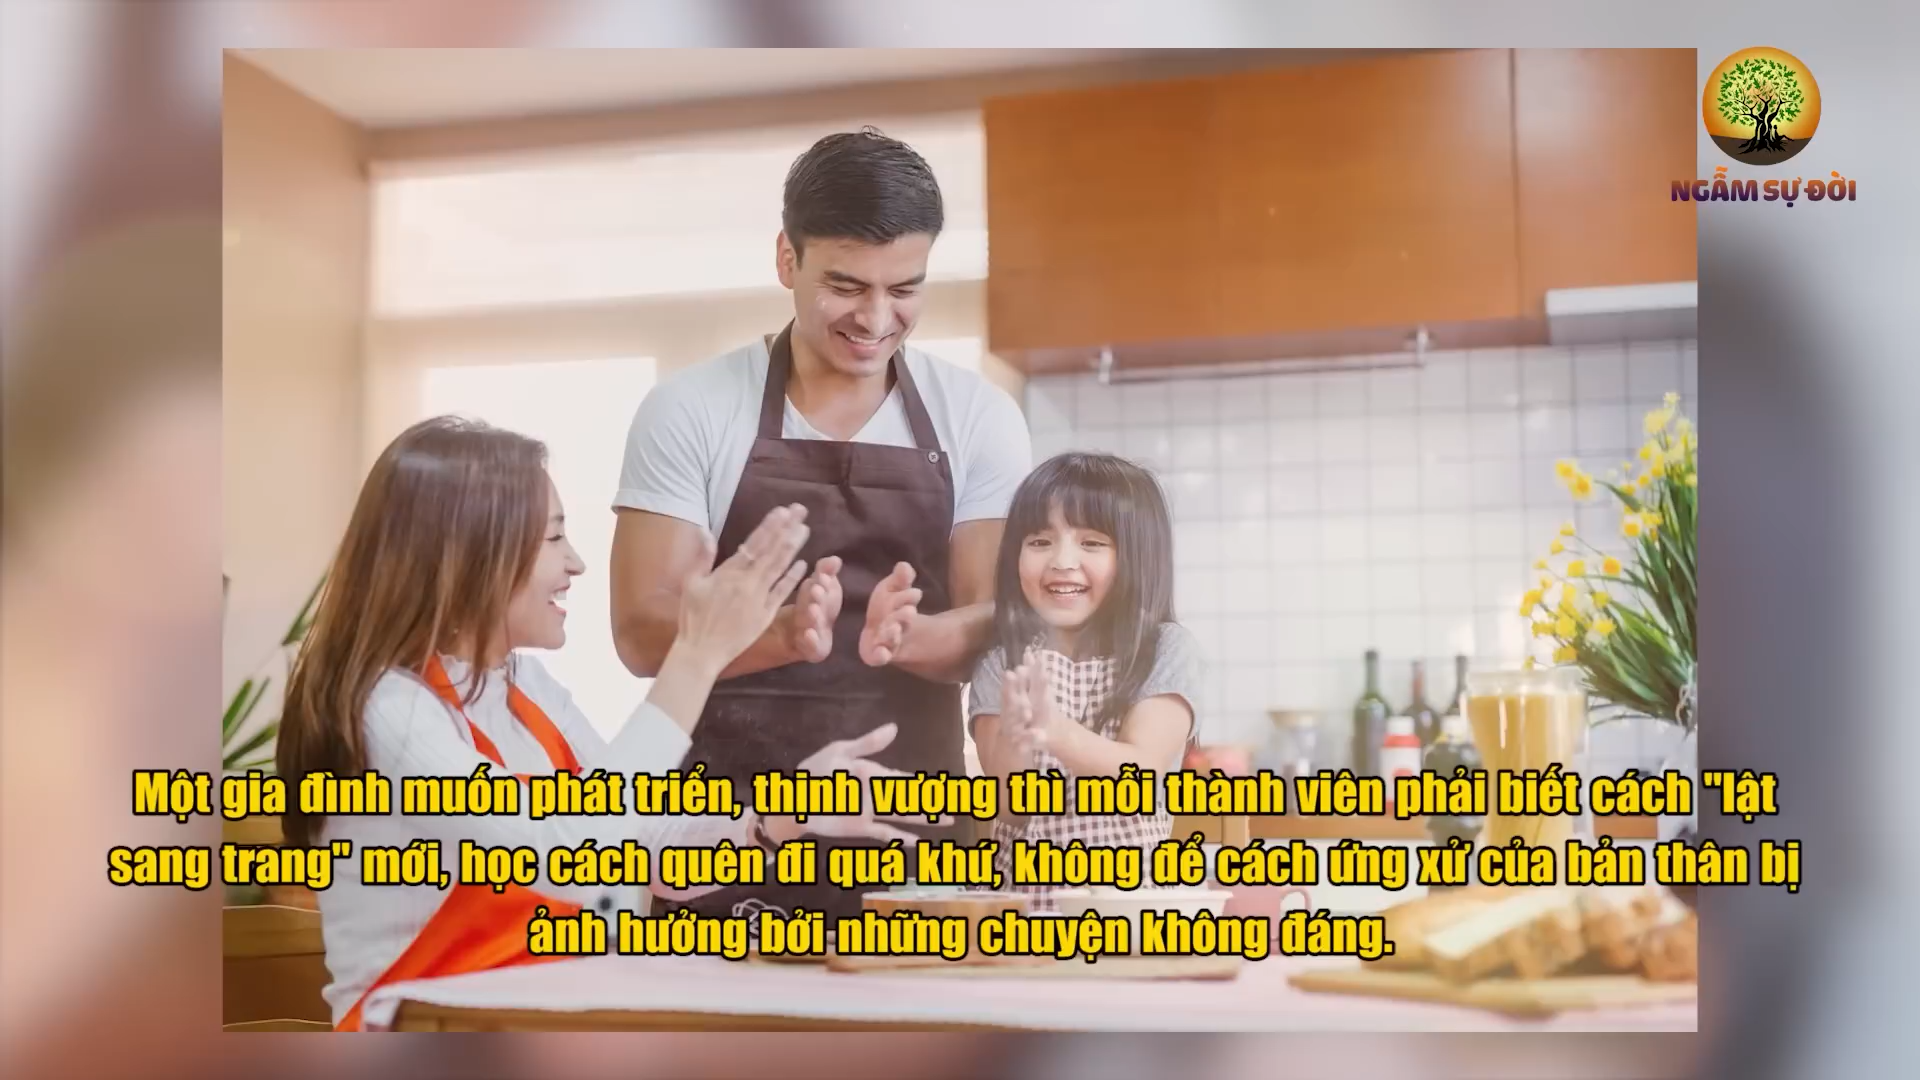 NGẪM SỰ ĐỜI
Một gia đình muốn phát triển, thịnh vượng thì mỗi thành viên phải biết cách "lật
sang trang" mới, học cách quên đi quá khứ, không để cách ứng xử của bản thân bị
ảnh hưởng bởi những chuyện không đáng.